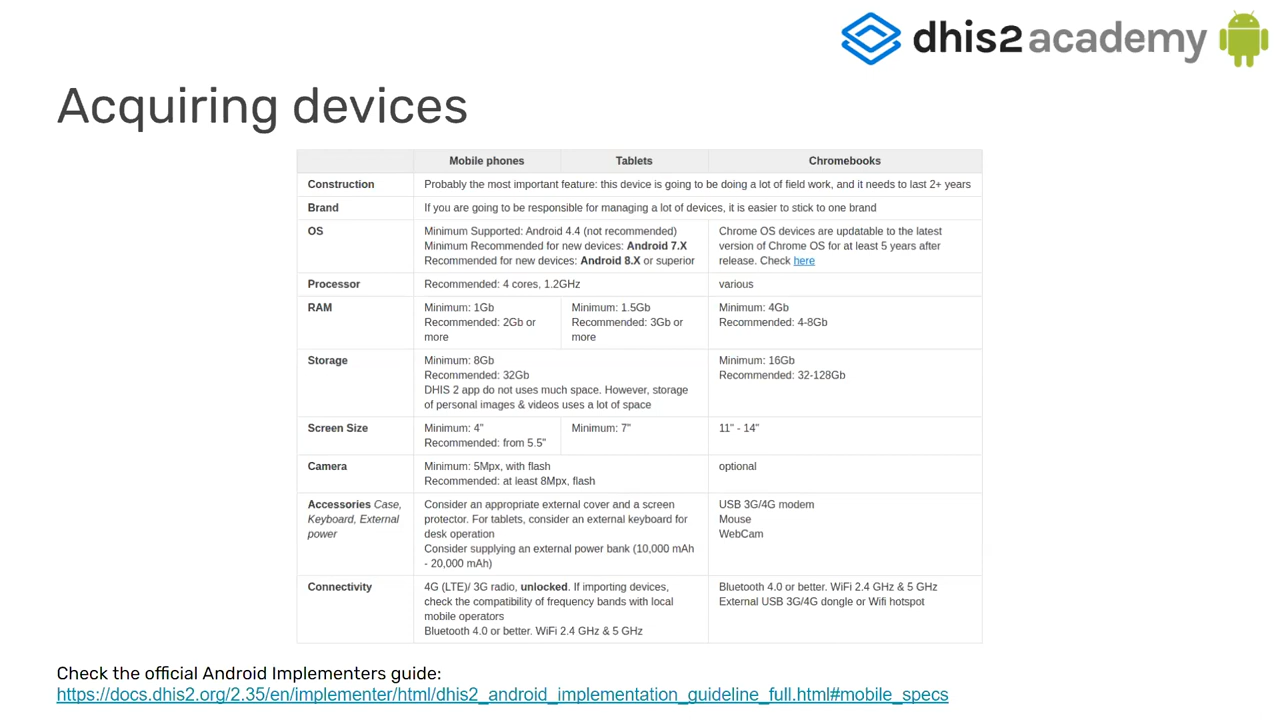 dhis2 academy
Acquiring devices
Mobile phones
Tablets
Chromebooks
Construction
Probably the most important feature: this device is going to be doing a lot of field work, and it needs to last 2+ years
Brand
If you are going to be responsible for managing a lot of devices, it is easier to stick to one brand
OS
Minimum Supported: Android 4.4 (not recommended)
Minimum Recommended for new devices: Android 7.X
Recommended for new devices: Android 8.X or superior
Chrome OS devices are updatable to the latest
version of Chrome OS for at least 5 years after
release. Check here
Processor
Recommended: 4 cores, 1.2GHz
various
RAM
Minimum: 1Gb
Recommended: 2Gb or
more
Minimum: 1.5Gb
Recommended: 3Gb or
more
Minimum: 4Gb
Recommended: 4-8Gb
Storage
Minimum: 8Gb
Recommended: 32Gb
DHIS 2 app do not uses much space. However, storage
of personal images & videos uses a lot of space
Minimum: 16Gb
Recommended: 32-128Gb
Screen Size
Minimum: 4"
Recommended: from 5.5"
Minimum: 7"
11" - 14"
Camera
Minimum: 5Mpx, with flash
Recommended: at least 8Mpx, flash
optional
Accessories Case,
Keyboard, External
power
Consider an appropriate external cover and a screen
protector. For tablets, consider an external keyboard for
desk operation
Consider supplying an external power bank (10,000 mAh
- 20,000 mAh)
USB 3G/4G modem
Mouse
WebCam
Connectivity
4G (LTE)/ 3G radio, unlocked. If importing devices,
check the compatibility of frequency bands with local
mobile operators
Bluetooth 4.0 or better. WiFi 2.4 GHz & 5 GHz
Bluetooth 4.0 or better. WiFi 2.4 GHz & 5 GHz
External USB 3G/4G dongle or Wifi hotspot
Check the official Android Implementers guide:
https://docs.dhis2.org/2.35/en/implementer/html/dhis2_android_implementation_guideline_full.html#mobile_specs